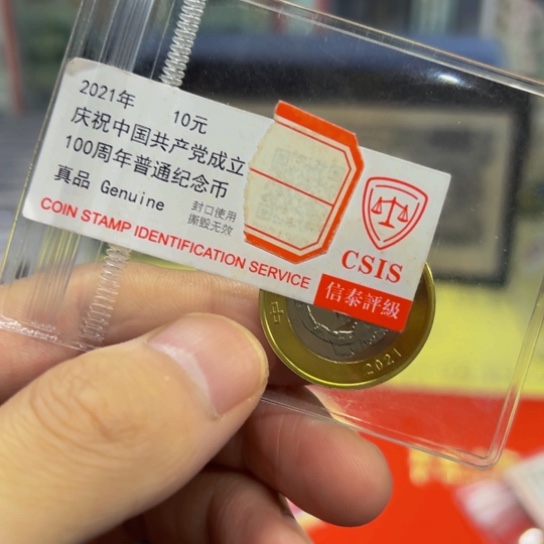 2021年 10元
庆祝中国共产党成立
100周年普通纪念币
真品 Genuine
封口使用
撕毁无效
COIN STAMP IDENTIFICATION SERVICE
CSIS
信泰評級
2021